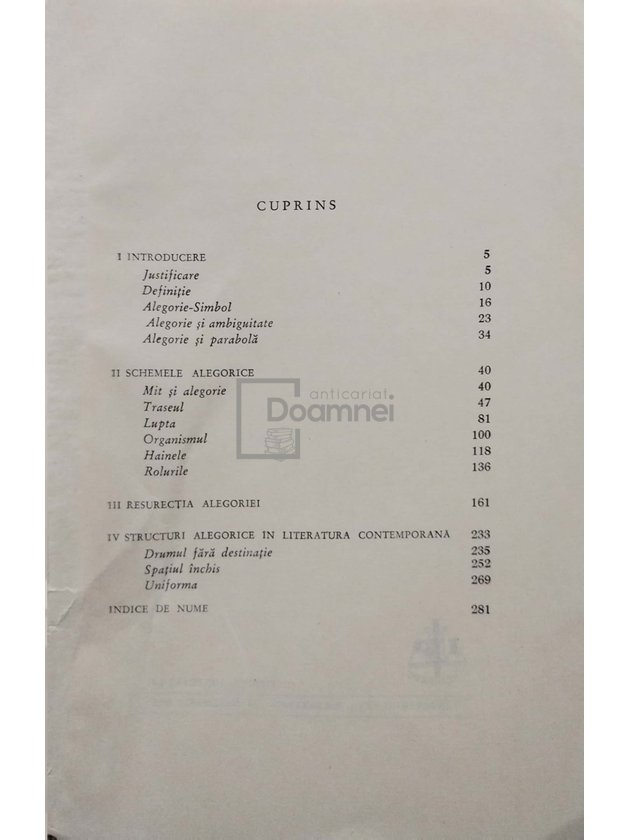 CUPRINS
I INTRODUCERE 5
Justificare 5
Definiție 10
Alegorie-Simbol 16
Alegorie și ambiguitate 23
Alegorie și parabolă 34
II SCHEMELE ALEGORICE 40
Mit și alegorie 40
Traseul 47
Lupta 81
Organismul 100
Hainele 118
Rolurile 136
anticariat
Doamnei
III RESURECȚIA ALEGORIEI 161
IV STRUCTURI ALEGORICE ÎN LITERATURA CONTEMPORANĂ 233
Drumul fără destinație 235
Spațiul închis 252
Uniforma 269
INDICE DE NUME 281